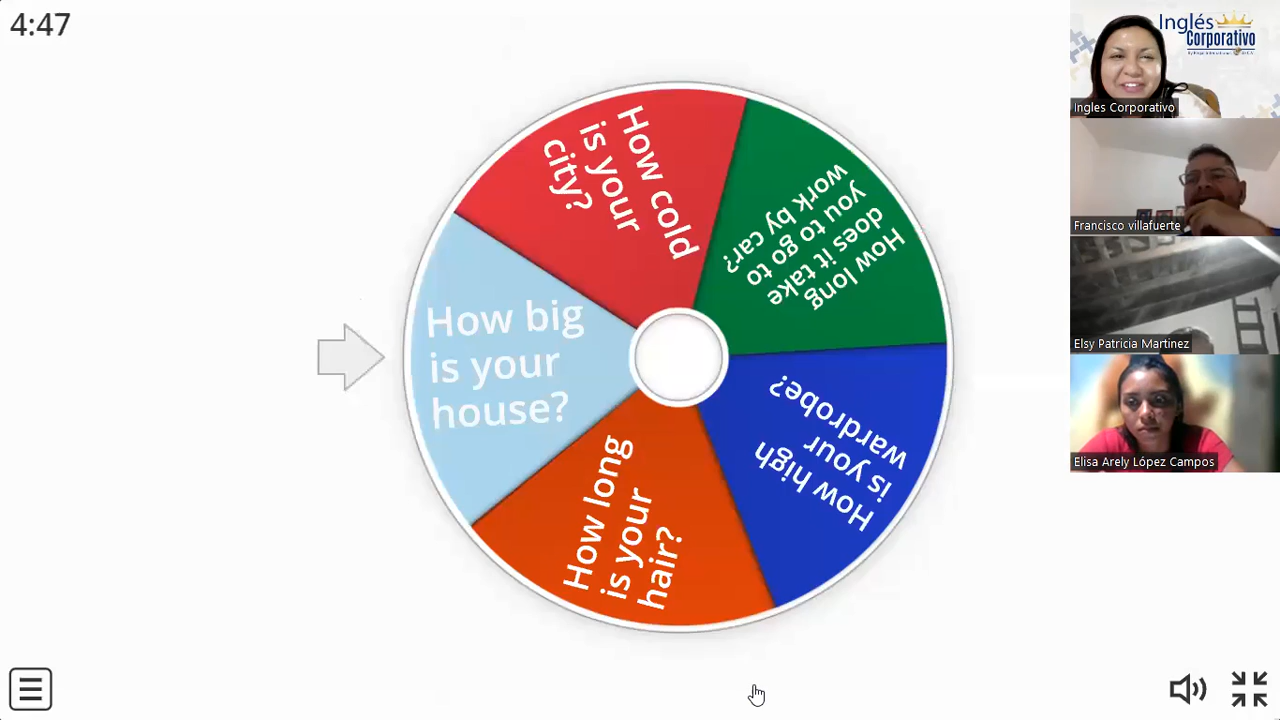 4:47
How cold
is your
city?
How long
does it take
you to go to
work by car?
How big
is your
house?
How high
is your
wardrobe?
How long
is your
hair?
Inglés
Corporativo
Ingles Corporativo
Francisco villafuerte
Elsy Patricia Martinez
Elisa Arely López Campos